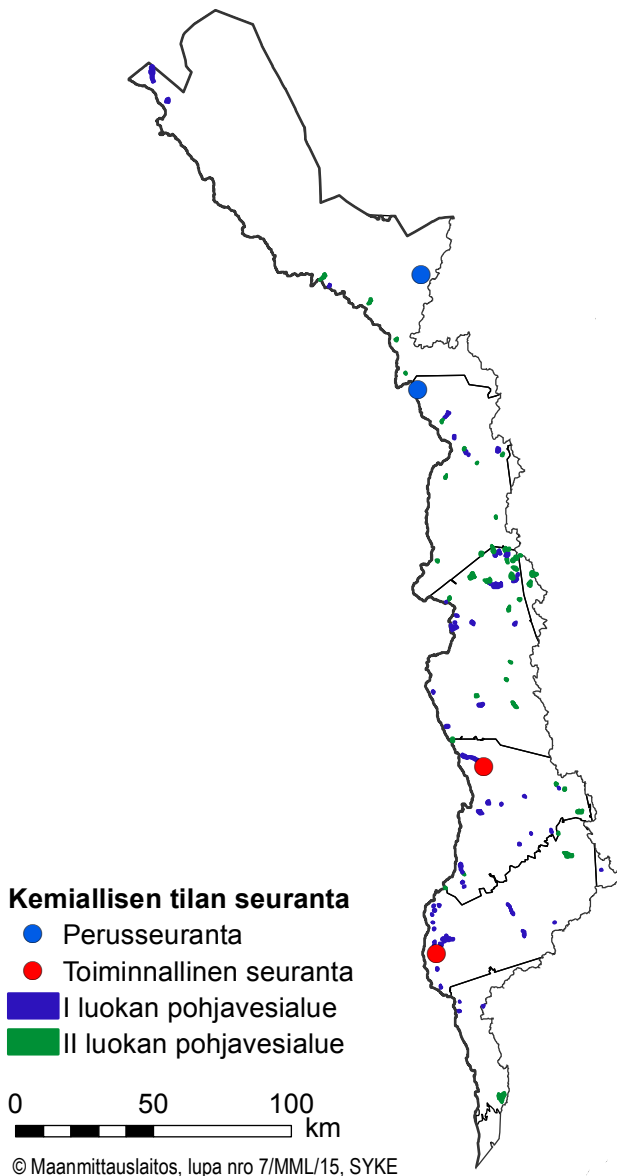 Kemiallisen tilan seuranta
Perusseuranta
Toiminnallinen seuranta
I luokan pohjavesialue
II luokan pohjavesialue
0 50 100
km
© Maanmittauslaitos, lupa nro 7/MML/15, SYKE